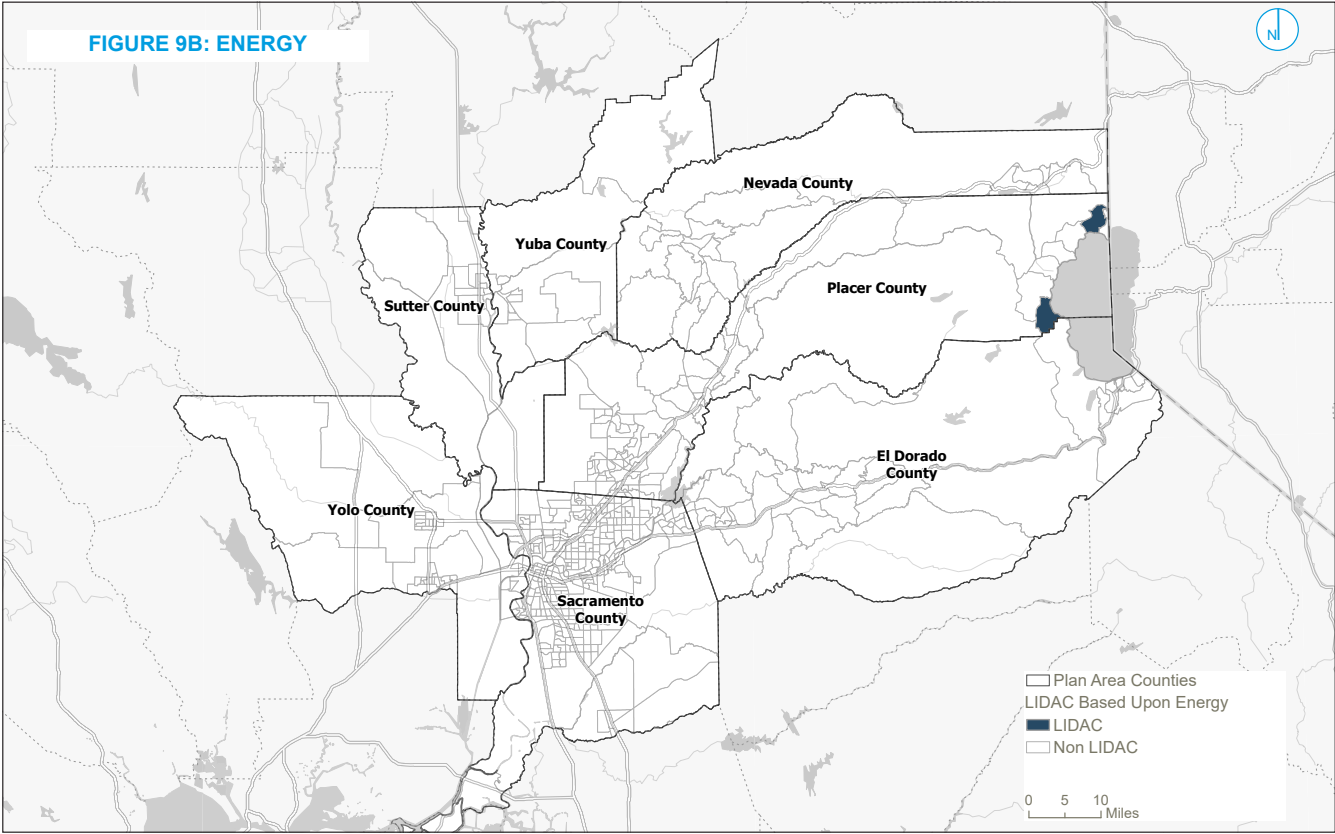 FIGURE 9B: ENERGY
N
Nevada County
Yuba County
Sutter County
Placer County
El Dorado
County
Yolo County
Sacramento
County
Plan Area Counties
LIDAC Based Upon Energy
LIDAC
Non LIDAC
0 5 10
Miles